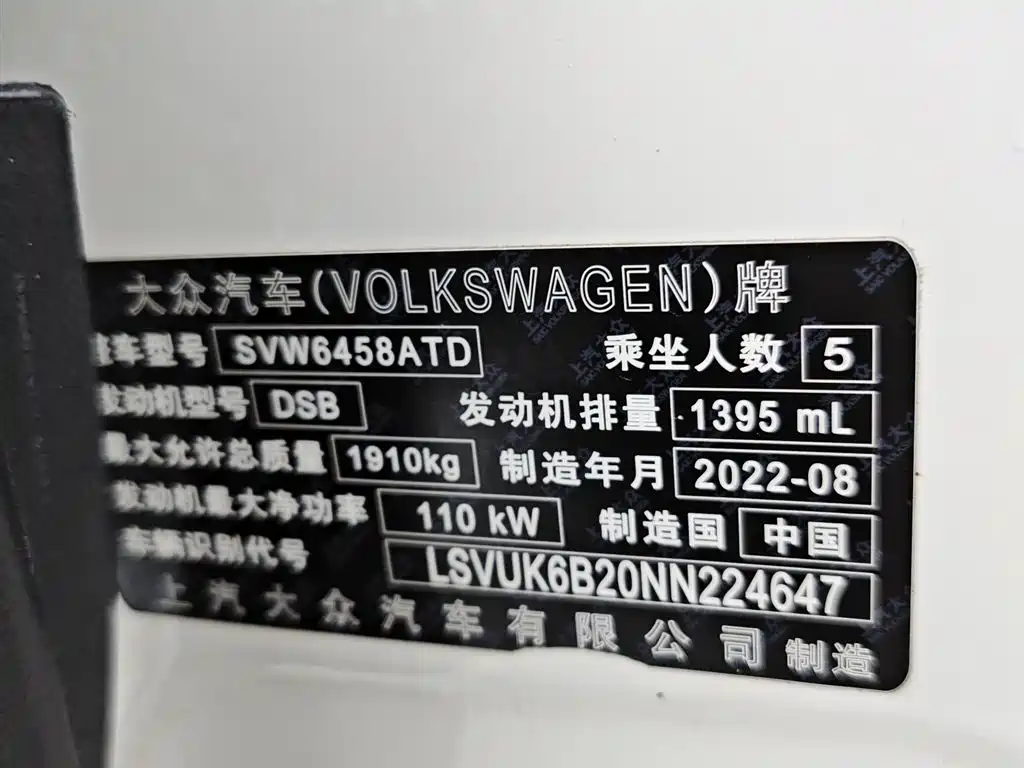 大众汽车(VOLKSWAGEN)牌
整车型号 SVW6458ATD 乘坐人数 5
发动机型号 DSB 发动机排量 1395 mL
最大允许总质量 1910kg 制造年月 2022-08
发动机最大净功率 110 kW 制造国 中国
车辆识别代号 LSVUK6B20NN224647
上汽大众汽车有限公司 制造